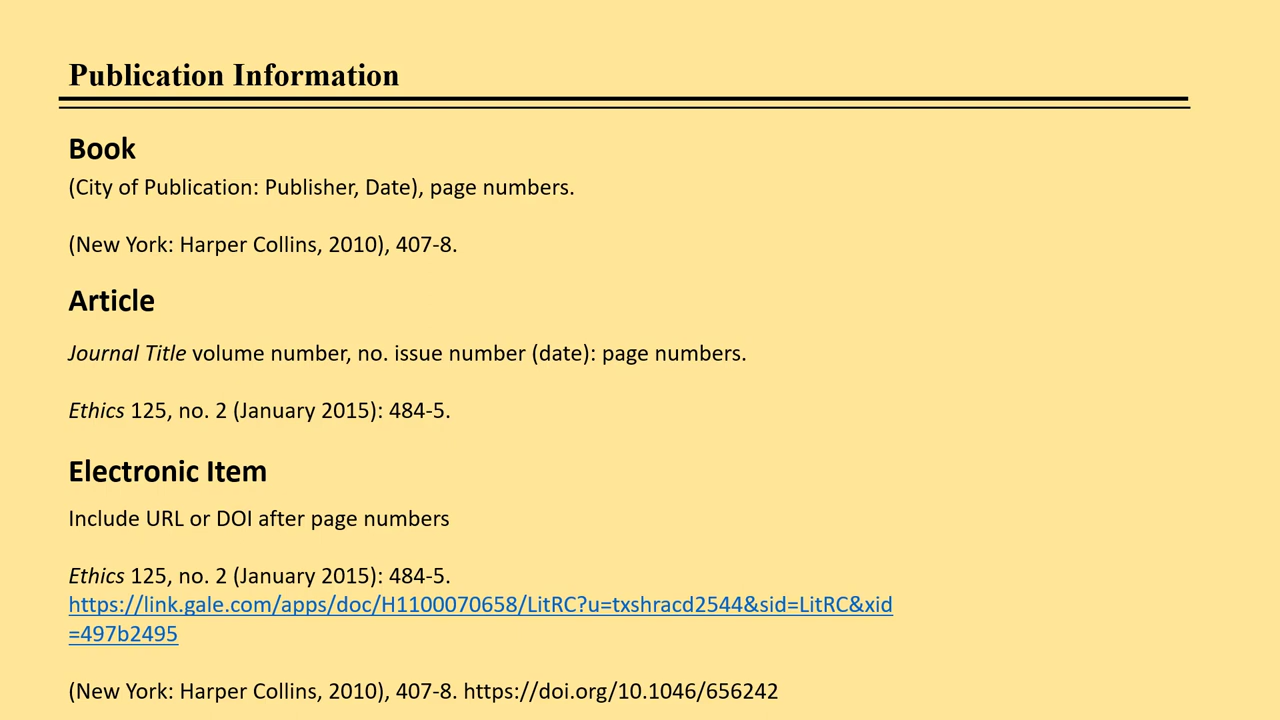 Publication Information
Book
(City of Publication: Publisher, Date), page numbers.
(New York: Harper Collins, 2010), 407-8.
Article
Journal Title volume number, no. issue number (date): page numbers.
Ethics 125, no. 2 (January 2015): 484-5.
Electronic Item
Include URL or DOI after page numbers
Ethics 125, no. 2 (January 2015): 484-5.
https://link.gale.com/apps/doc/H1100070658/LitRC?u=txshracd2544&sid=LitRC&xid
=497b2495
(New York: Harper Collins, 2010), 407-8. https://doi.org/10.1046/656242